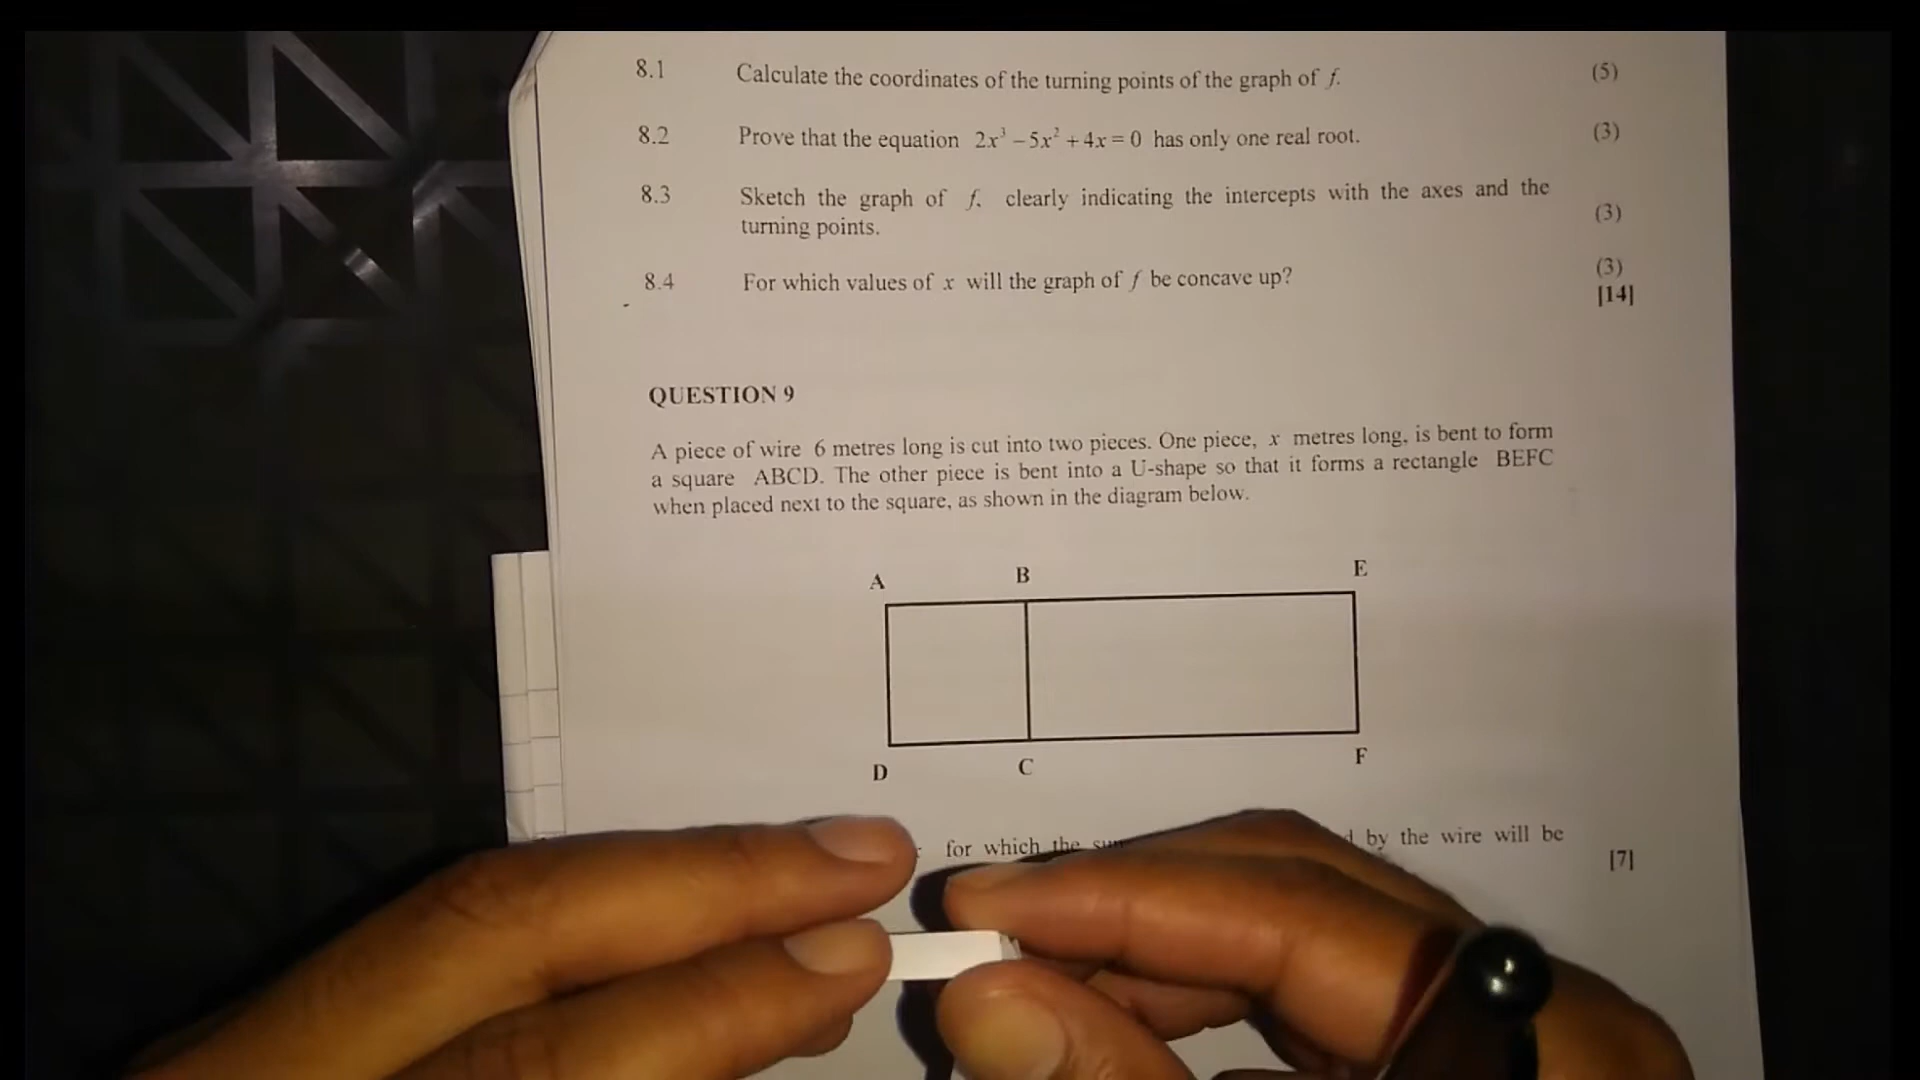 8.1 Calculate the coordinates of the turning points of the graph of f. (5)
8.2 Prove that the equation 2x³ – 5x² + 4x = 0 has only one real root. (3)
8.3 Sketch the graph of f, clearly indicating the intercepts with the axes and the
turning points. (3)
8.4 For which values of x will the graph of f be concave up? (3)
[14]
QUESTION 9
A piece of wire 6 metres long is cut into two pieces. One piece, x metres long, is bent to form
a square ABCD. The other piece is bent into a U-shape so that it forms a rectangle BEFC
when placed next to the square, as shown in the diagram below.
A B E
D C F
for which the by the wire will be
[7]